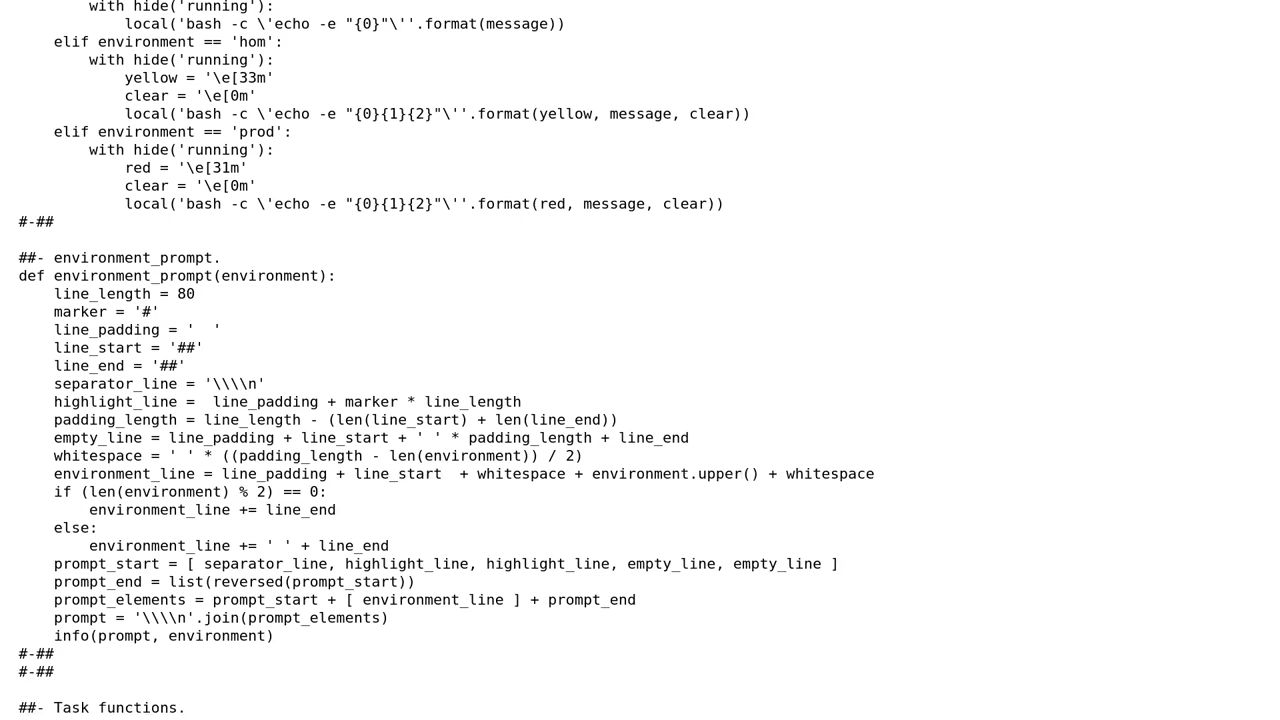 with hide('running'):
            local('bash -c \'echo -e "{0}"\''.format(message))
    elif environment == 'hom':
        with hide('running'):
            yellow = '\e[33m'
            clear = '\e[0m'
            local('bash -c \'echo -e "{0}{1}{2}"\''.format(yellow, message, clear))
    elif environment == 'prod':
        with hide('running'):
            red = '\e[31m'
            clear = '\e[0m'
            local('bash -c \'echo -e "{0}{1}{2}"\''.format(red, message, clear))
#-##

##- environment_prompt.
def environment_prompt(environment):
    line_length = 80
    marker = '#'
    line_padding = '  '
    line_start = '##'
    line_end = '##'
    separator_line = '\\\\n'
    highlight_line =  line_padding + marker * line_length
    padding_length = line_length - (len(line_start) + len(line_end))
    empty_line = line_padding + line_start + ' ' * padding_length + line_end
    whitespace = ' ' * ((padding_length - len(environment)) / 2)
    environment_line = line_padding + line_start  + whitespace + environment.upper() + whitespace
    if (len(environment) % 2) == 0:
        environment_line += line_end
    else:
        environment_line += ' ' + line_end
    prompt_start = [ separator_line, highlight_line, highlight_line, empty_line, empty_line ]
    prompt_end = list(reversed(prompt_start))
    prompt_elements = prompt_start + [ environment_line ] + prompt_end
    prompt = '\\\\n'.join(prompt_elements)
    info(prompt, environment)
#-##
#-##

##- Task functions.